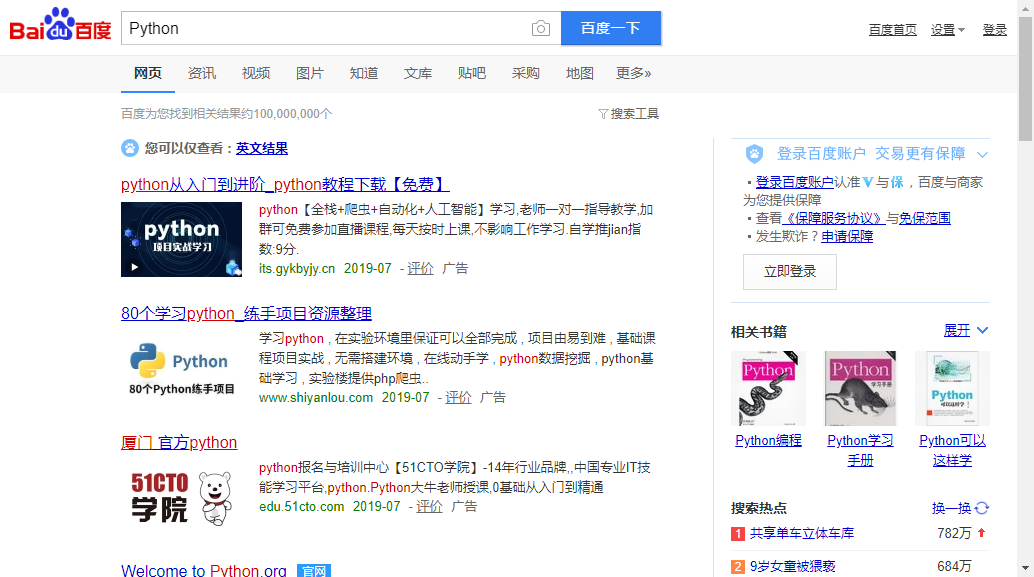 Bai du 百度
Python
百度一下
百度首页 设置 登录
网页 资讯 视频 图片 知道 文库 贴吧 采购 地图 更多»
百度为您找到相关结果约100,000,000个
搜索工具
您可以仅查看：英文结果
python从入门到进阶_python教程下载【免费】
python
项目实战学习
python【全栈+爬虫+自动化+人工智能】学习,老师一对一指导教学,加
群可免费参加直播课程,每天按时上课,不影响工作学习.自学推jian指
数:9分.
its.gykbyjy.cn 2019-07 - 评价 广告
80个学习python_练手项目资源整理
Python
80个Python练手项目
学习python , 在实验环境里保证可以全部完成 , 项目由易到难 , 基础课
程项目实战 , 无需搭建环境 , 在线动手学 , python数据挖掘 , python基
础学习 , 实验楼提供php爬虫..
www.shiyanlou.com 2019-07 - 评价 广告
厦门 官方python
51CTO
学院
python报名与培训中心【51CTO学院】-14年行业品牌,,中国专业IT技
能学习平台,python.Python大牛老师授课,0基础从入门到精通
edu.51cto.com 2019-07 - 评价 广告
Welcome to Python.org 官网
登录百度账户 交易更有保障
• 登录百度账户认准V与保，百度与商家
为您提供保障
• 查看《保障服务协议》与免保范围
• 发生欺诈？申请保障
立即登录
相关书籍
展开
Python
Python
学习手册
Python
可以这样学
Python编程
Python学习
手册
Python可以
这样学
搜索热点
换一换
1 共享单车立体车库 782万
2 9岁女童被猥亵 684万